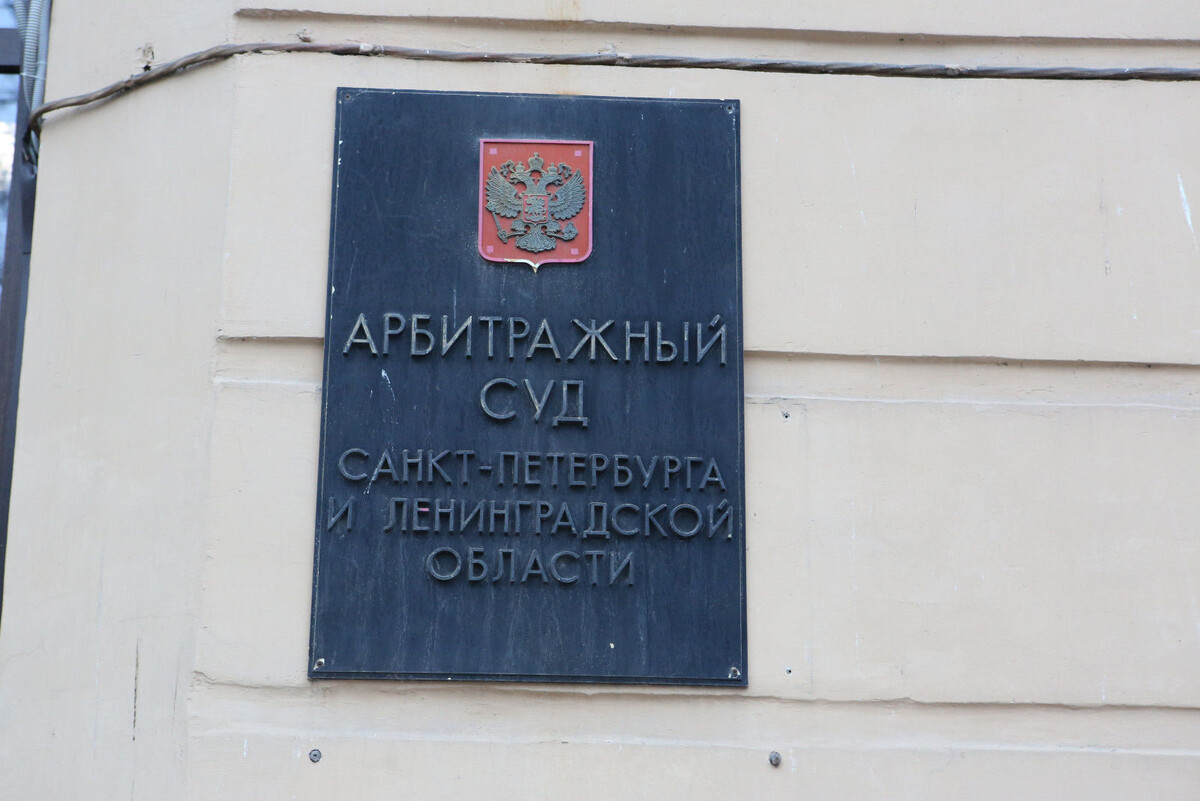 АРБИТРАЖНЫЙ
СУД
САНКТ-ПЕТЕРБУРГА
И ЛЕНИНГРАДСКОЙ
ОБЛАСТИ